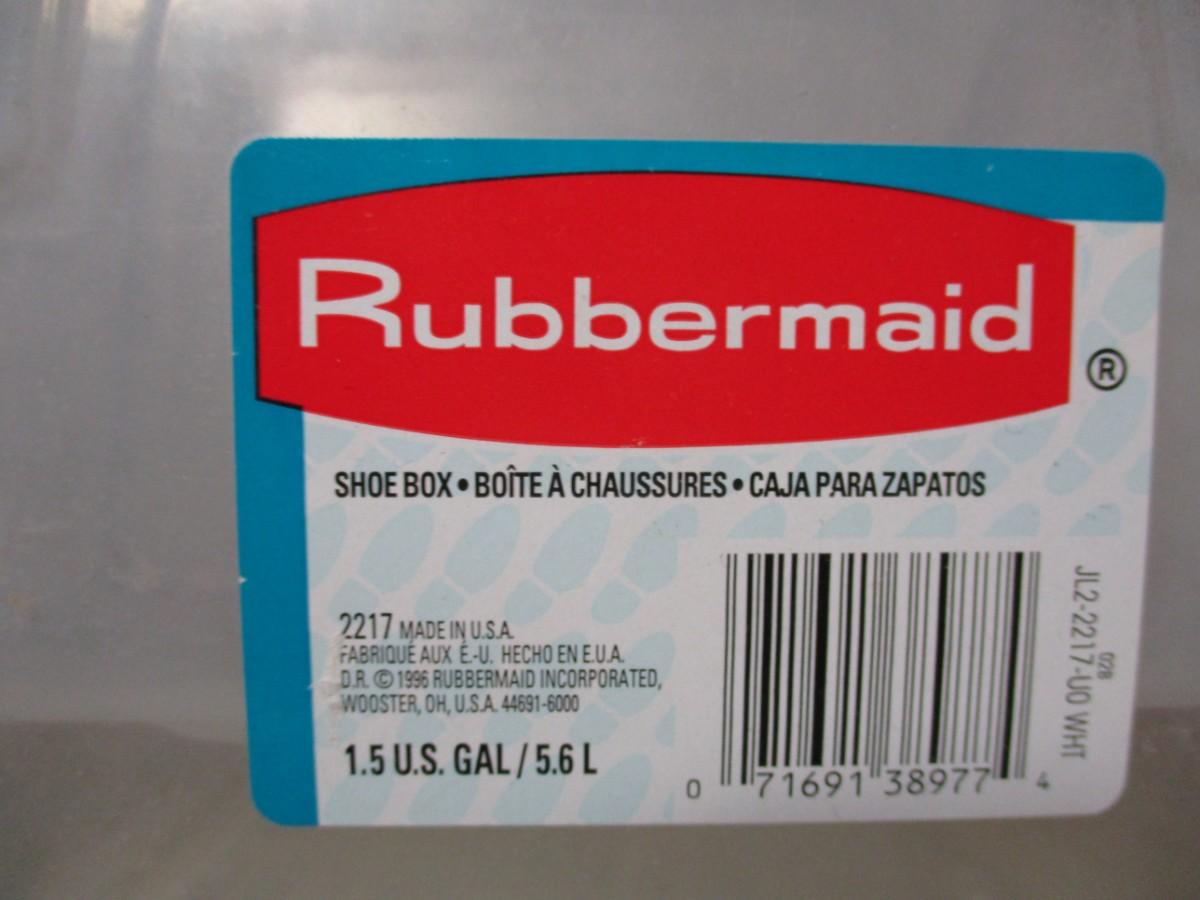 Rubbermaid
®
SHOE BOX • BOÎTE À CHAUSSURES • CAJA PARA ZAPATOS
2217 MADE IN U.S.A.
FABRIQUÉ AUX É.-U. HECHO EN E.U.A.
D.R. © 1996 RUBBERMAID INCORPORATED,
WOOSTER, OH, U.S.A. 44691-6000
1.5 U.S. GAL / 5.6 L
0 71691 38977 4
028
JL2-2217-U0 WHT